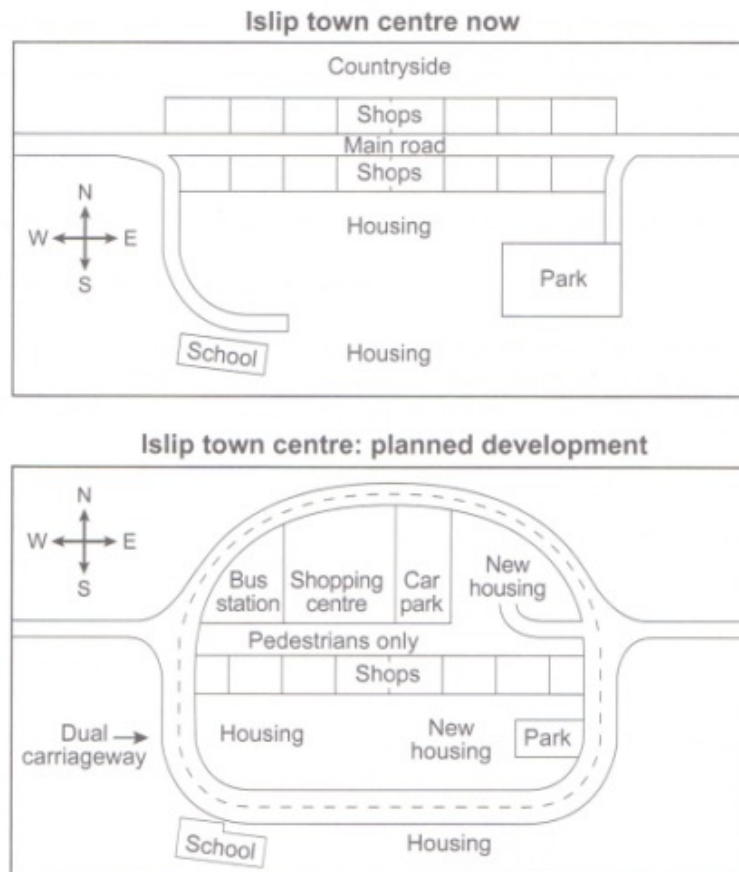 Islip town centre now
Countryside
Shops
Main road
Shops
N
W E
S
Housing
Park
School
Housing
Islip town centre: planned development
N
W E
S
Bus
station
Shopping
centre
Car
park
New
housing
Pedestrians only
Shops
Dual
carriageway
Housing
New
housing
Park
School
Housing